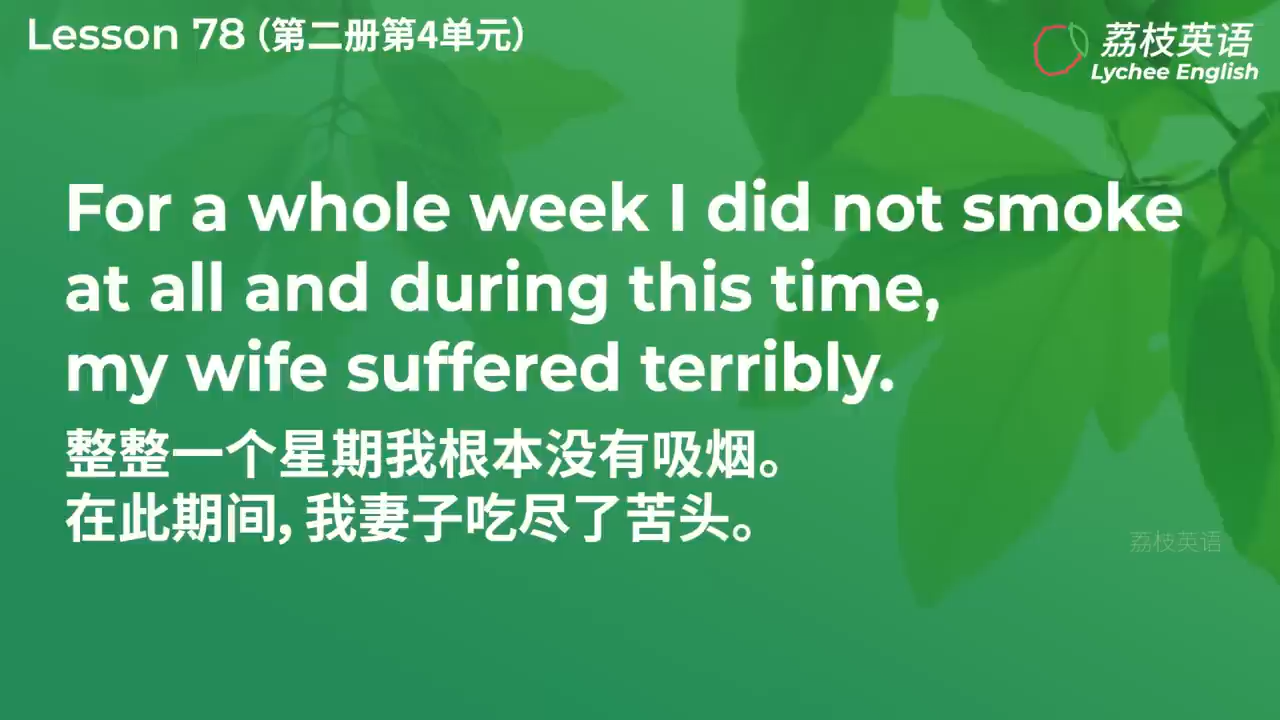 Lesson 78 (第二册第4单元)
荔枝英语
Lychee English
For a whole week I did not smoke
at all and during this time,
my wife suffered terribly.
整整一个星期我根本没有吸烟。
在此期间, 我妻子吃尽了苦头。
荔枝英语